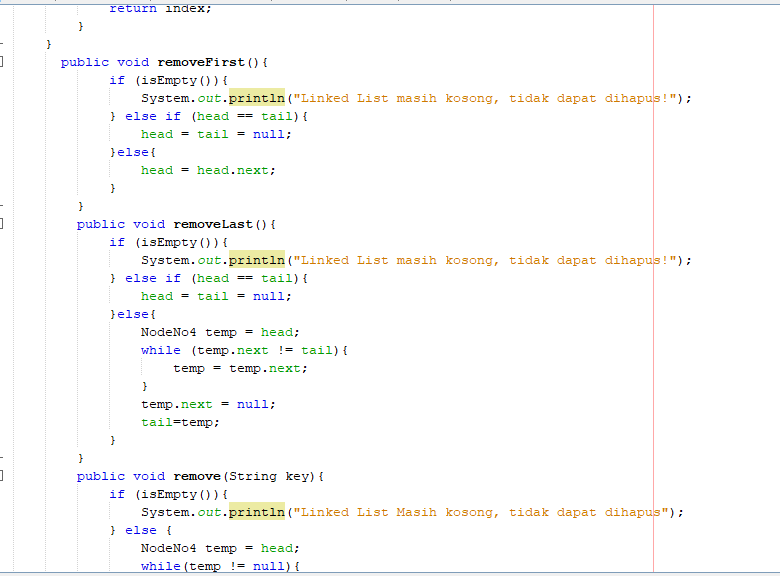 return index;
}
}
public void removeFirst(){
if (isEmpty()){
System.out.println("Linked List masih kosong, tidak dapat dihapus!");
} else if (head == tail){
head = tail = null;
}else{
head = head.next;
}
}
public void removeLast(){
if (isEmpty()){
System.out.println("Linked List masih kosong, tidak dapat dihapus!");
} else if (head == tail){
head = tail = null;
}else{
NodeNo4 temp = head;
while (temp.next != tail){
temp = temp.next;
}
temp.next = null;
tail=temp;
}
}
public void remove(String key){
if (isEmpty()){
System.out.println("Linked List Masih kosong, tidak dapat dihapus");
} else {
NodeNo4 temp = head;
while(temp != null){